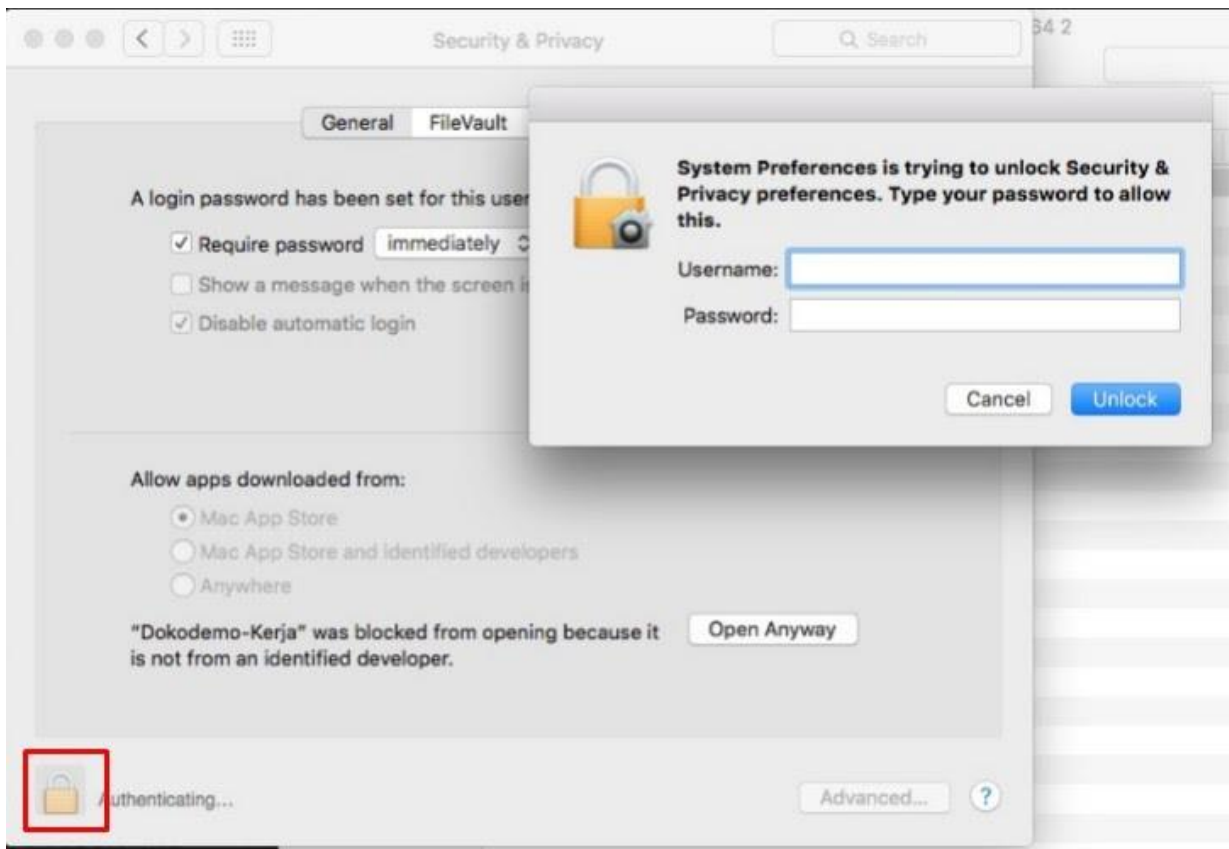 Security & Privacy
Search
64 2
General FileVault
System Preferences is trying to unlock Security &
Privacy preferences. Type your password to allow
this.
Username:
Password:
Cancel Unlock
A login password has been set for this user
Require password immediately
Show a message when the screen is
Disable automatic login
Allow apps downloaded from:
Mac App Store
Mac App Store and identified developers
Anywhere
"Dokodemo-Kerja" was blocked from opening because it
is not from an identified developer.
Open Anyway
Authenticating...
Advanced... ?